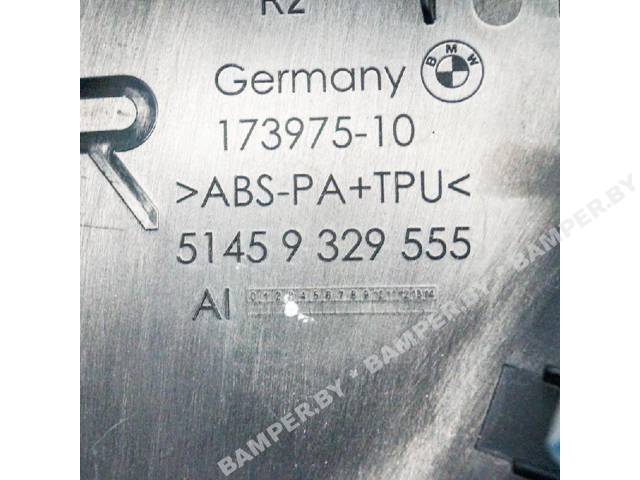 R2
Germany BMW
173975-10
>ABS-PA+TPU<
R
5145 9 329 555
AI 0 1 2 3 4 5 6 7 8 9 10 11 12 13 14
BAMPER.BY * BAMPER.BY * BAMPER.BY